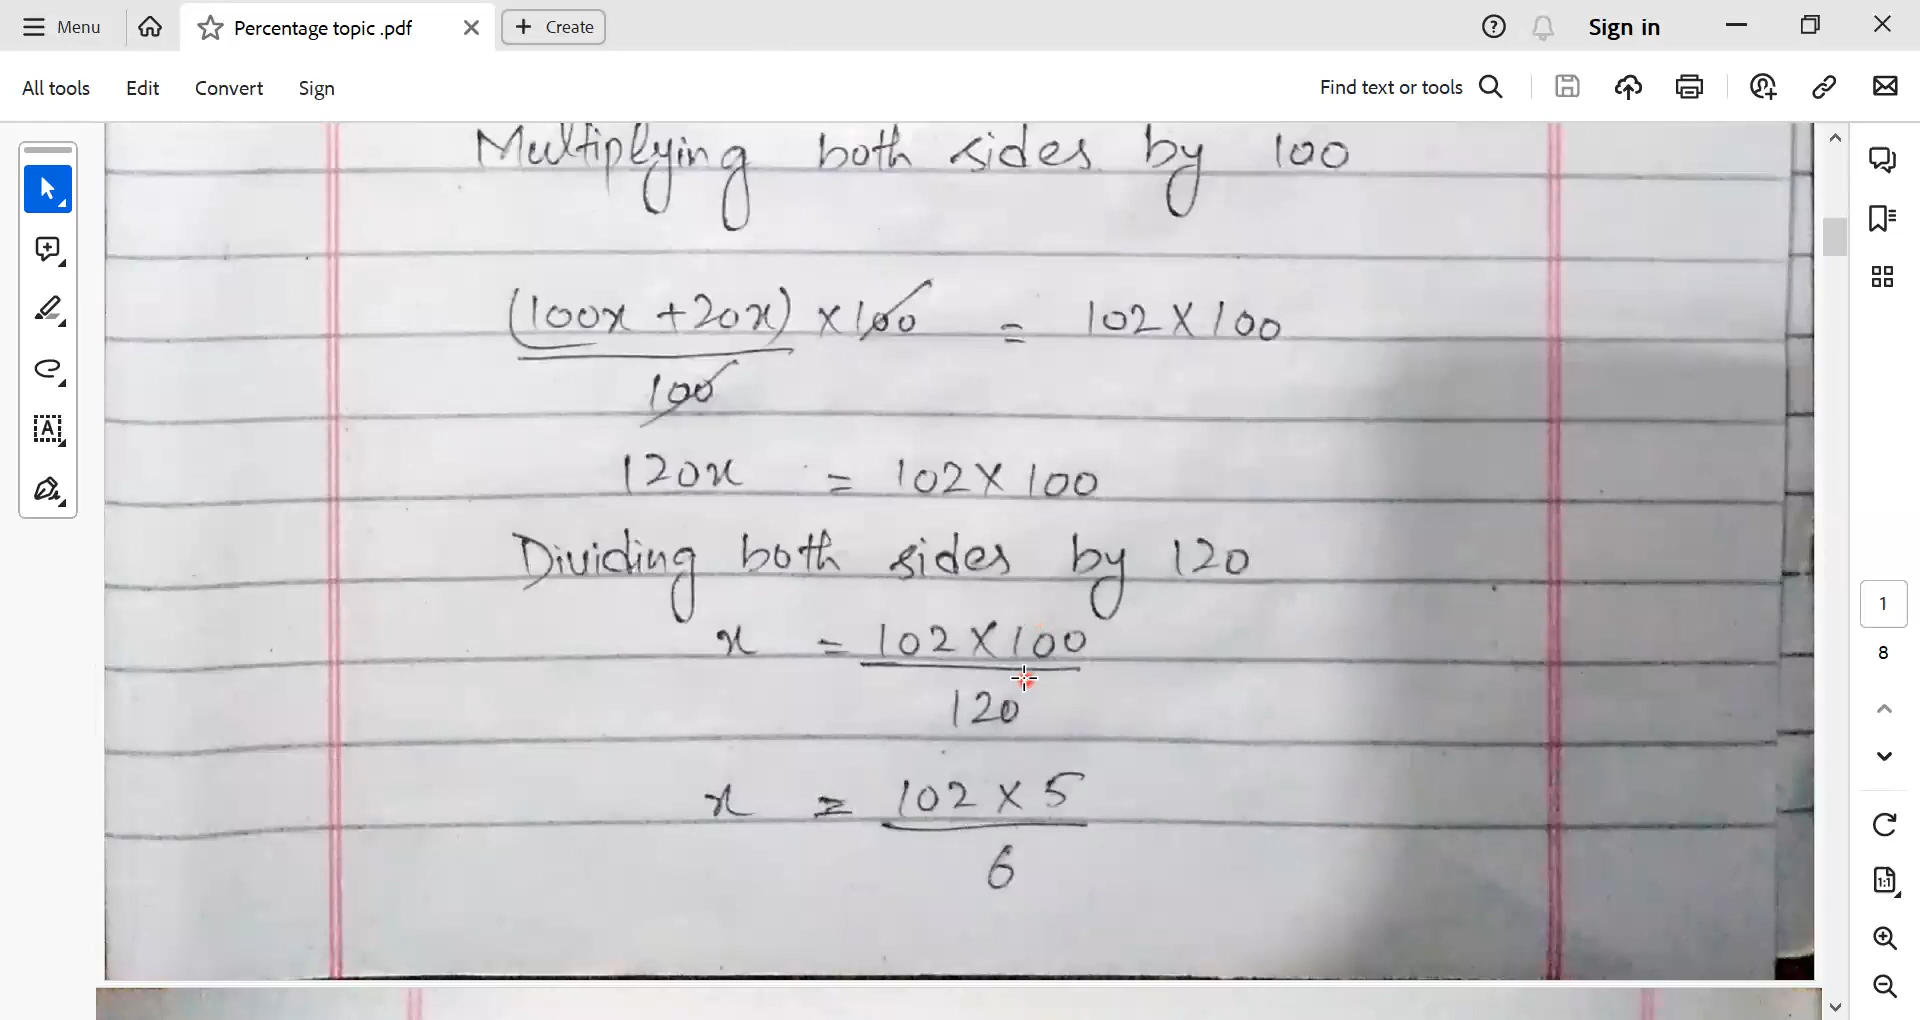 Menu
Percentage topic .pdf
Create
Sign in
All tools
Edit
Convert
Sign
Find text or tools
Multiplying both sides by 100
(100x + 20x) × 100 = 102 × 100
100
120x = 102 × 100
Dividing both sides by 120
x = 102 × 100
120
x = 102 × 5
6
1
8